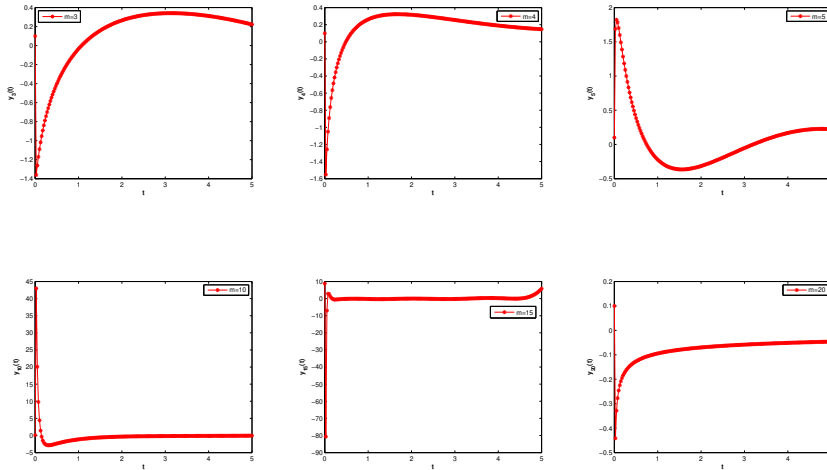 m=3
y3(t)
0.4
0.2
0
−0.2
−0.4
−0.6
−0.8
−1
−1.2
−1.4
0 1 2 3 4 5
t
m=4
y4(t)
0.4
0.2
0
−0.2
−0.4
−0.6
−0.8
−1
−1.2
−1.4
−1.6
0 1 2 3 4 5
t
m=5
y5(t)
2
1.5
1
0.5
0
−0.5
0 1 2 3 4
t
m=10
y10(t)
45
40
35
30
25
20
15
10
5
0
−5
0 1 2 3 4 5
t
m=15
y15(t)
10
0
−10
−20
−30
−40
−50
−60
−70
−80
−90
0 1 2 3 4 5
t
m=20
y20(t)
0.2
0.1
0
−0.1
−0.2
−0.3
−0.4
−0.5
0 1 2 3 4
t